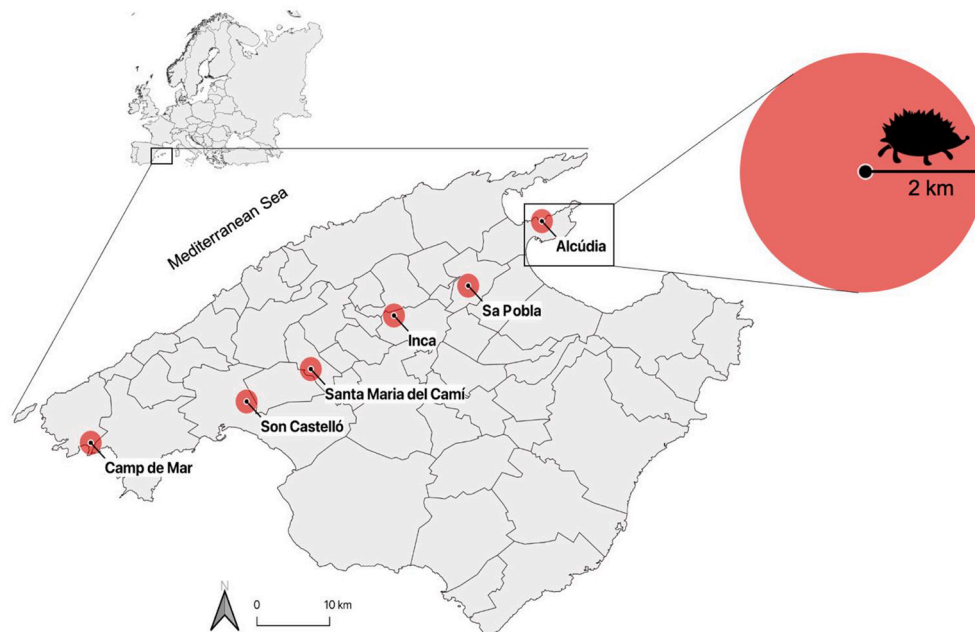 Mediterranean Sea
2 km
Alcúdia
Sa Pobla
Inca
Santa Maria del Camí
Son Castelló
Camp de Mar
N
0 10 km